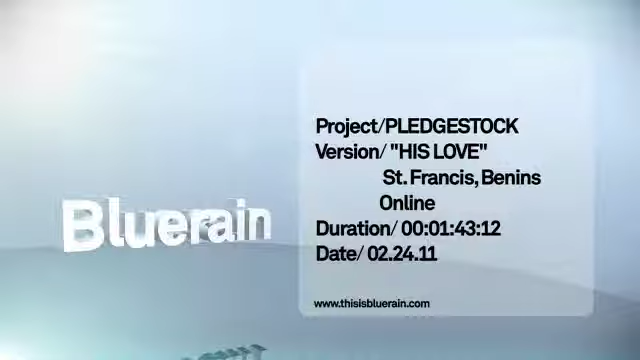 Bluerain
Project/PLEDGESTOCK
Version/ "HIS LOVE"
St. Francis, Benins
Online
Duration/ 00:01:43:12
Date/ 02.24.11
www.thisisbluerain.com